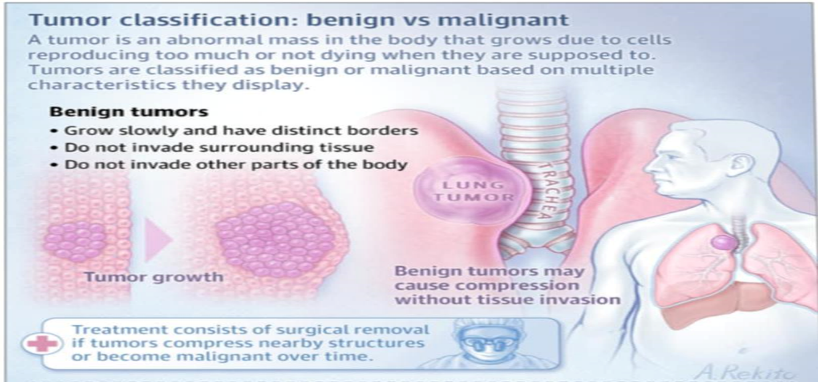 Tumor classification: benign vs malignant
A tumor is an abnormal mass in the body that grows due to cells
reproducing too much or not dying when they are supposed to.
Tumors are classified as benign or malignant based on multiple
characteristics they display.
Benign tumors
• Grow slowly and have distinct borders
• Do not invade surrounding tissue
• Do not invade other parts of the body
Tumor growth
LUNG
TUMOR
TRACHEA
Benign tumors may
cause compression
without tissue invasion
Treatment consists of surgical removal
if tumors compress nearby structures
or become malignant over time.
A. Rekito